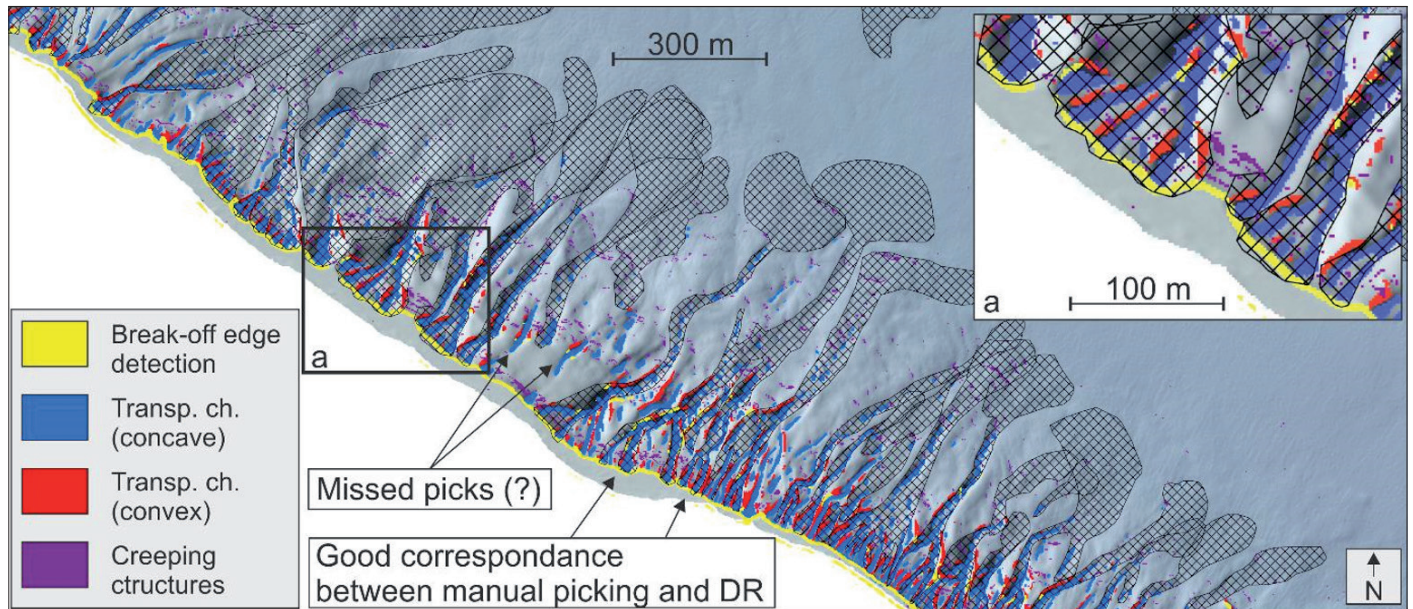 300 m
100 m
a
a
Break-off edge
detection
Transp. ch.
(concave)
Transp. ch.
(convex)
Creeping
ctructures
Missed picks (?)
Good correspondance
between manual picking and DR
N